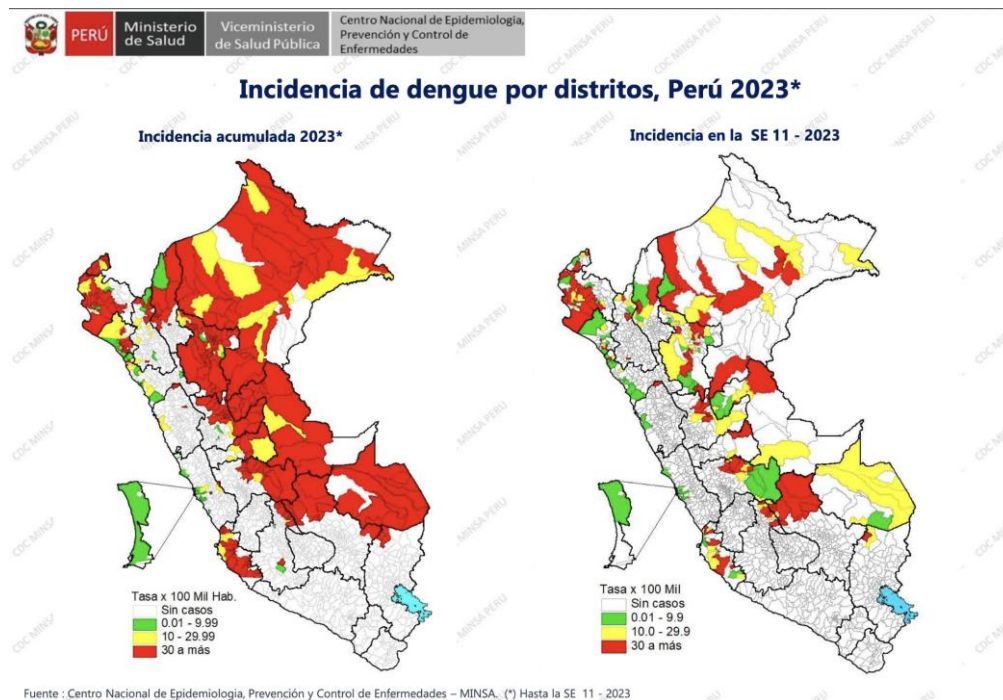 PERÚ
Ministerio
de Salud
Viceministerio
de Salud Pública
Centro Nacional de Epidemiologia,
Prevención y Control de
Enfermedades
Incidencia de dengue por distritos, Perú 2023*
Incidencia acumulada 2023*
Incidencia en la SE 11 - 2023
Tasa x 100 Mil Hab.
Sin casos
0.01 - 9.99
10 - 29.99
30 a más
Tasa x 100 Mil
Sin casos
0.01 - 9.9
10.0 - 29.9
30 a más
Fuente : Centro Nacional de Epidemiologia, Prevención y Control de Enfermedades – MINSA. (*) Hasta la SE 11 - 2023
CDC MINSA PERU